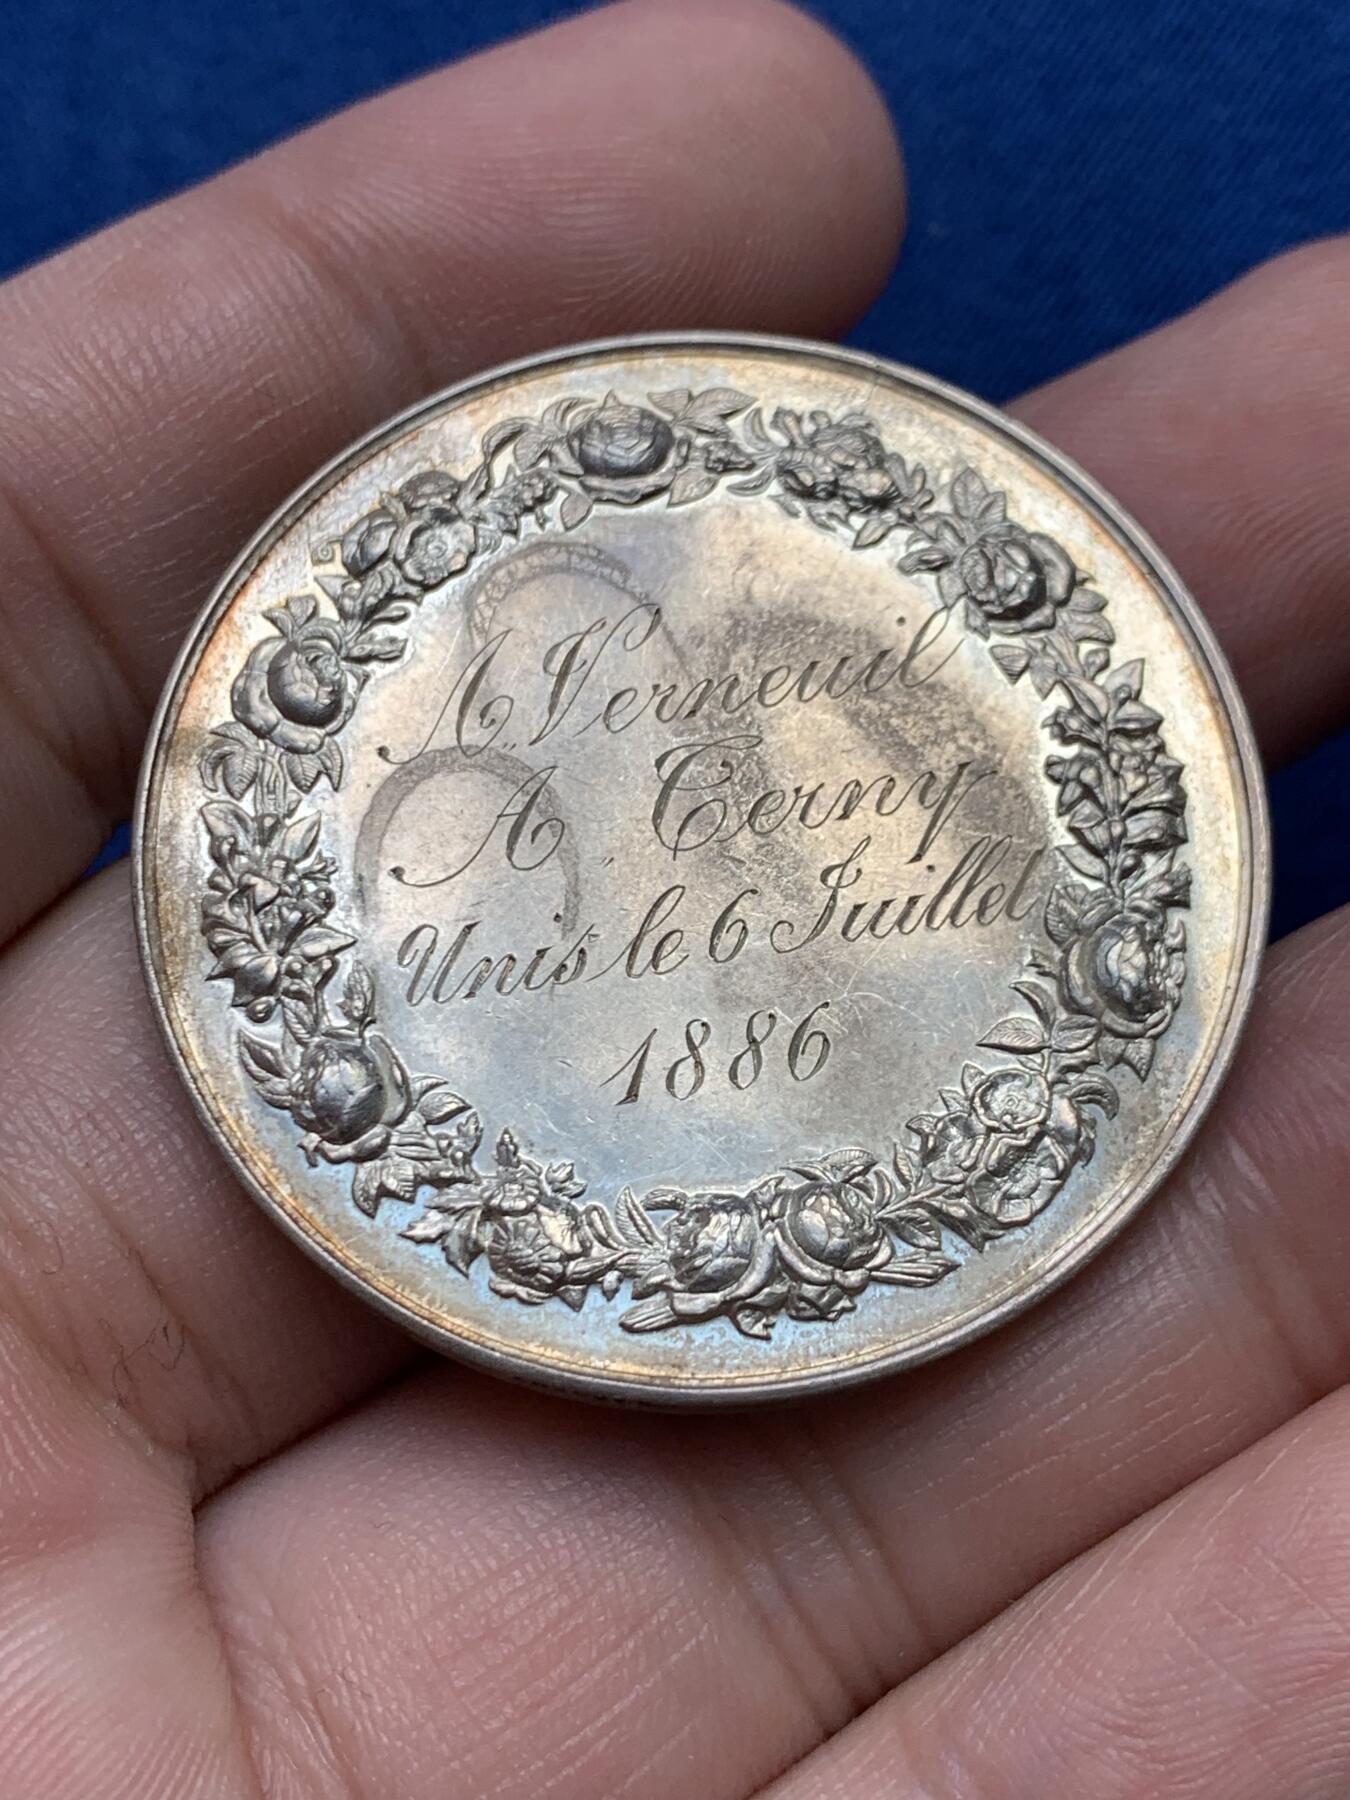 A. Verneuil
A. Cerny
Unis le 6 Juillet
1886